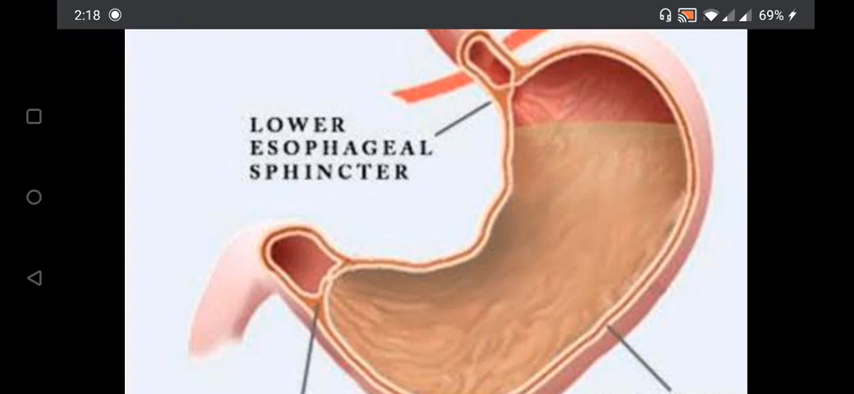 2:18
69%
LOWER
ESOPHAGEAL
SPHINCTER